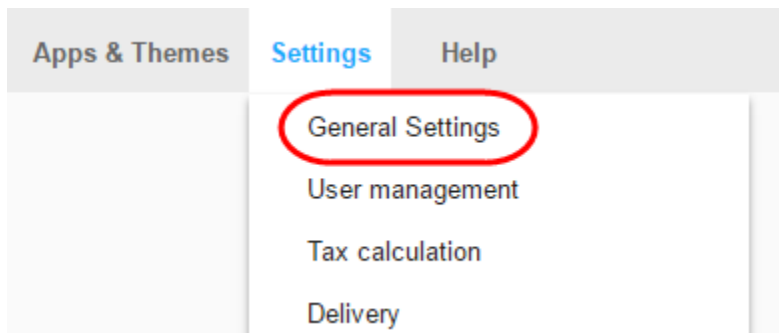 Apps & Themes Settings Help
General Settings
User management
Tax calculation
Delivery